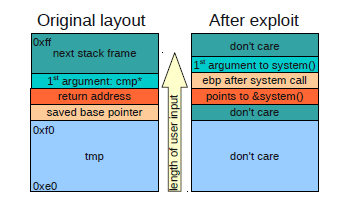 Original layout
After exploit
0xff
next stack frame
1st argument: cmp*
return address
saved base pointer
0xf0
tmp
0xe0
length of user input
don't care
1st argument to system()
ebp after system call
points to &system()
don't care
don't care